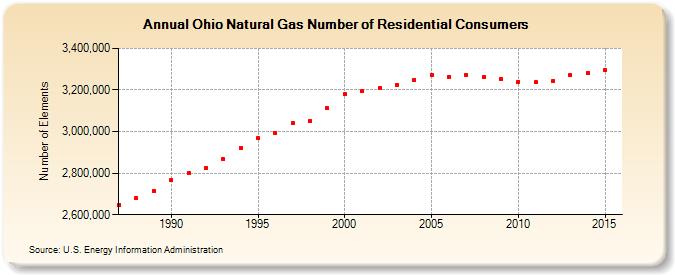 Annual Ohio Natural Gas Number of Residential Consumers
Number of Elements
3,400,000
3,200,000
3,000,000
2,800,000
2,600,000
1990 1995 2000 2005 2010 2015
Source: U.S. Energy Information Administration